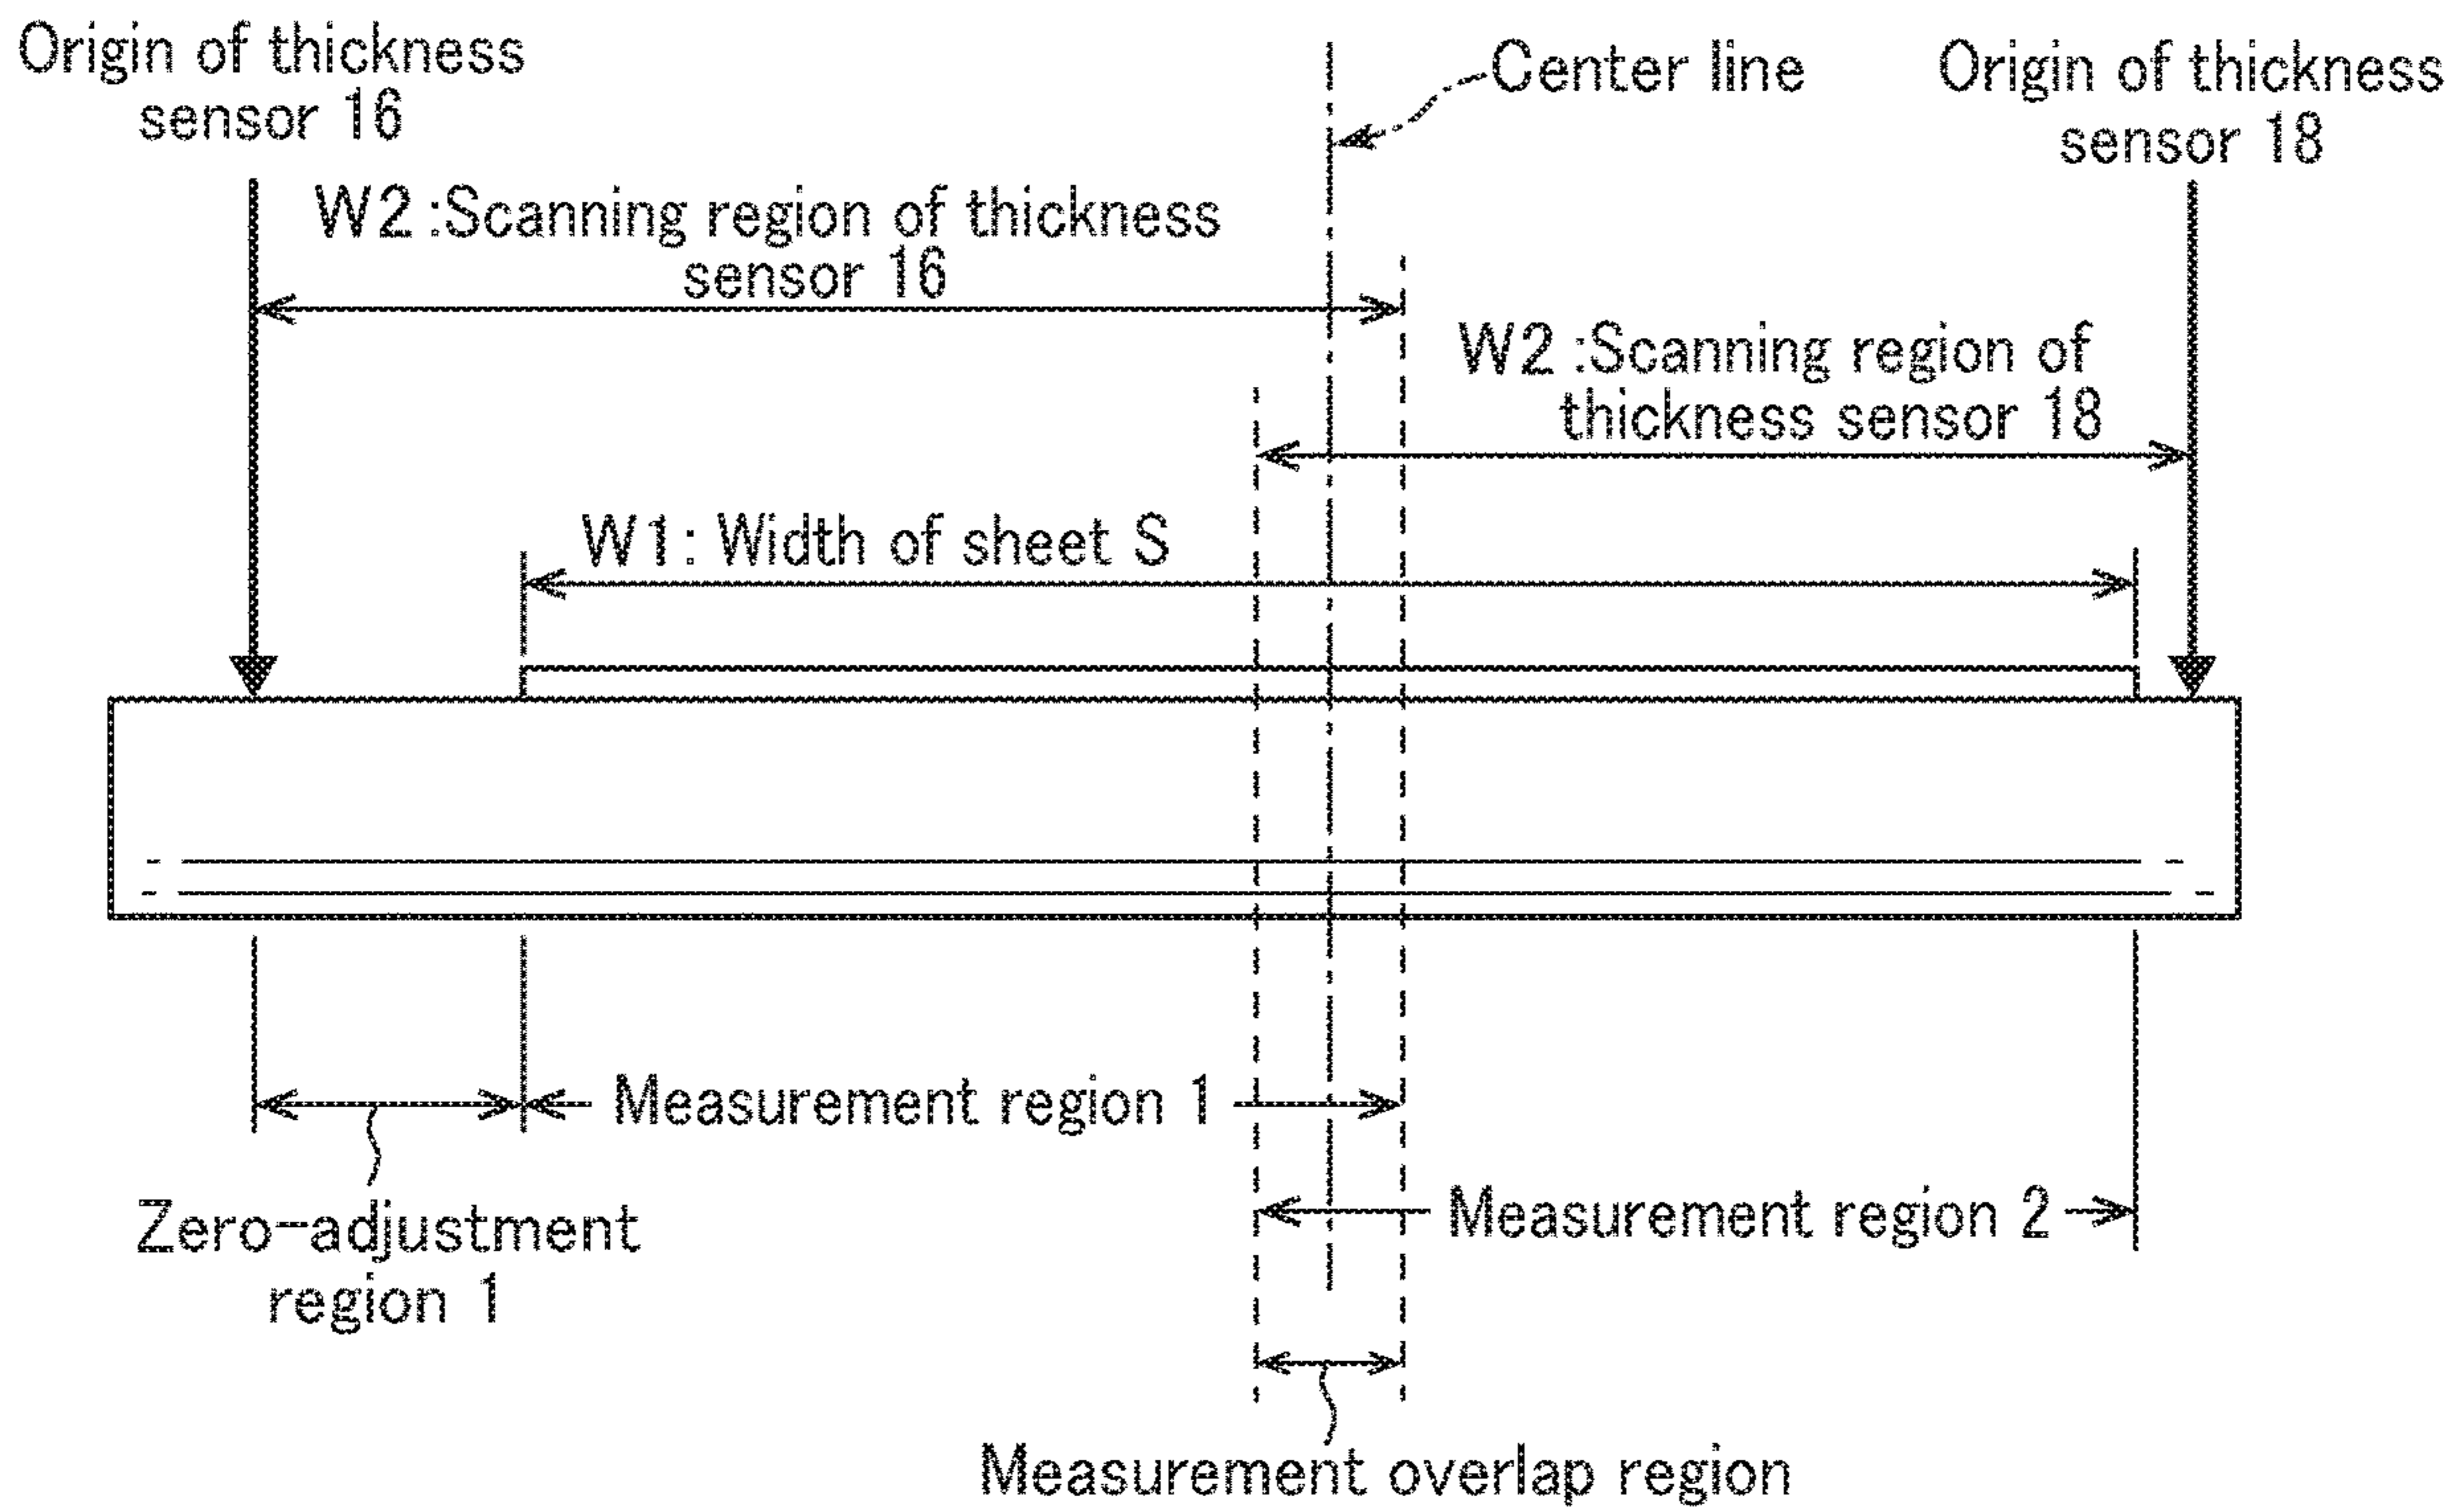 Origin of thickness
sensor 16
Center line
Origin of thickness
sensor 18
W2 :Scanning region of thickness
sensor 16
W2 :Scanning region of
thickness sensor 18
W1: Width of sheet S
Measurement region 1
Zero-adjustment
region 1
Measurement region 2
Measurement overlap region